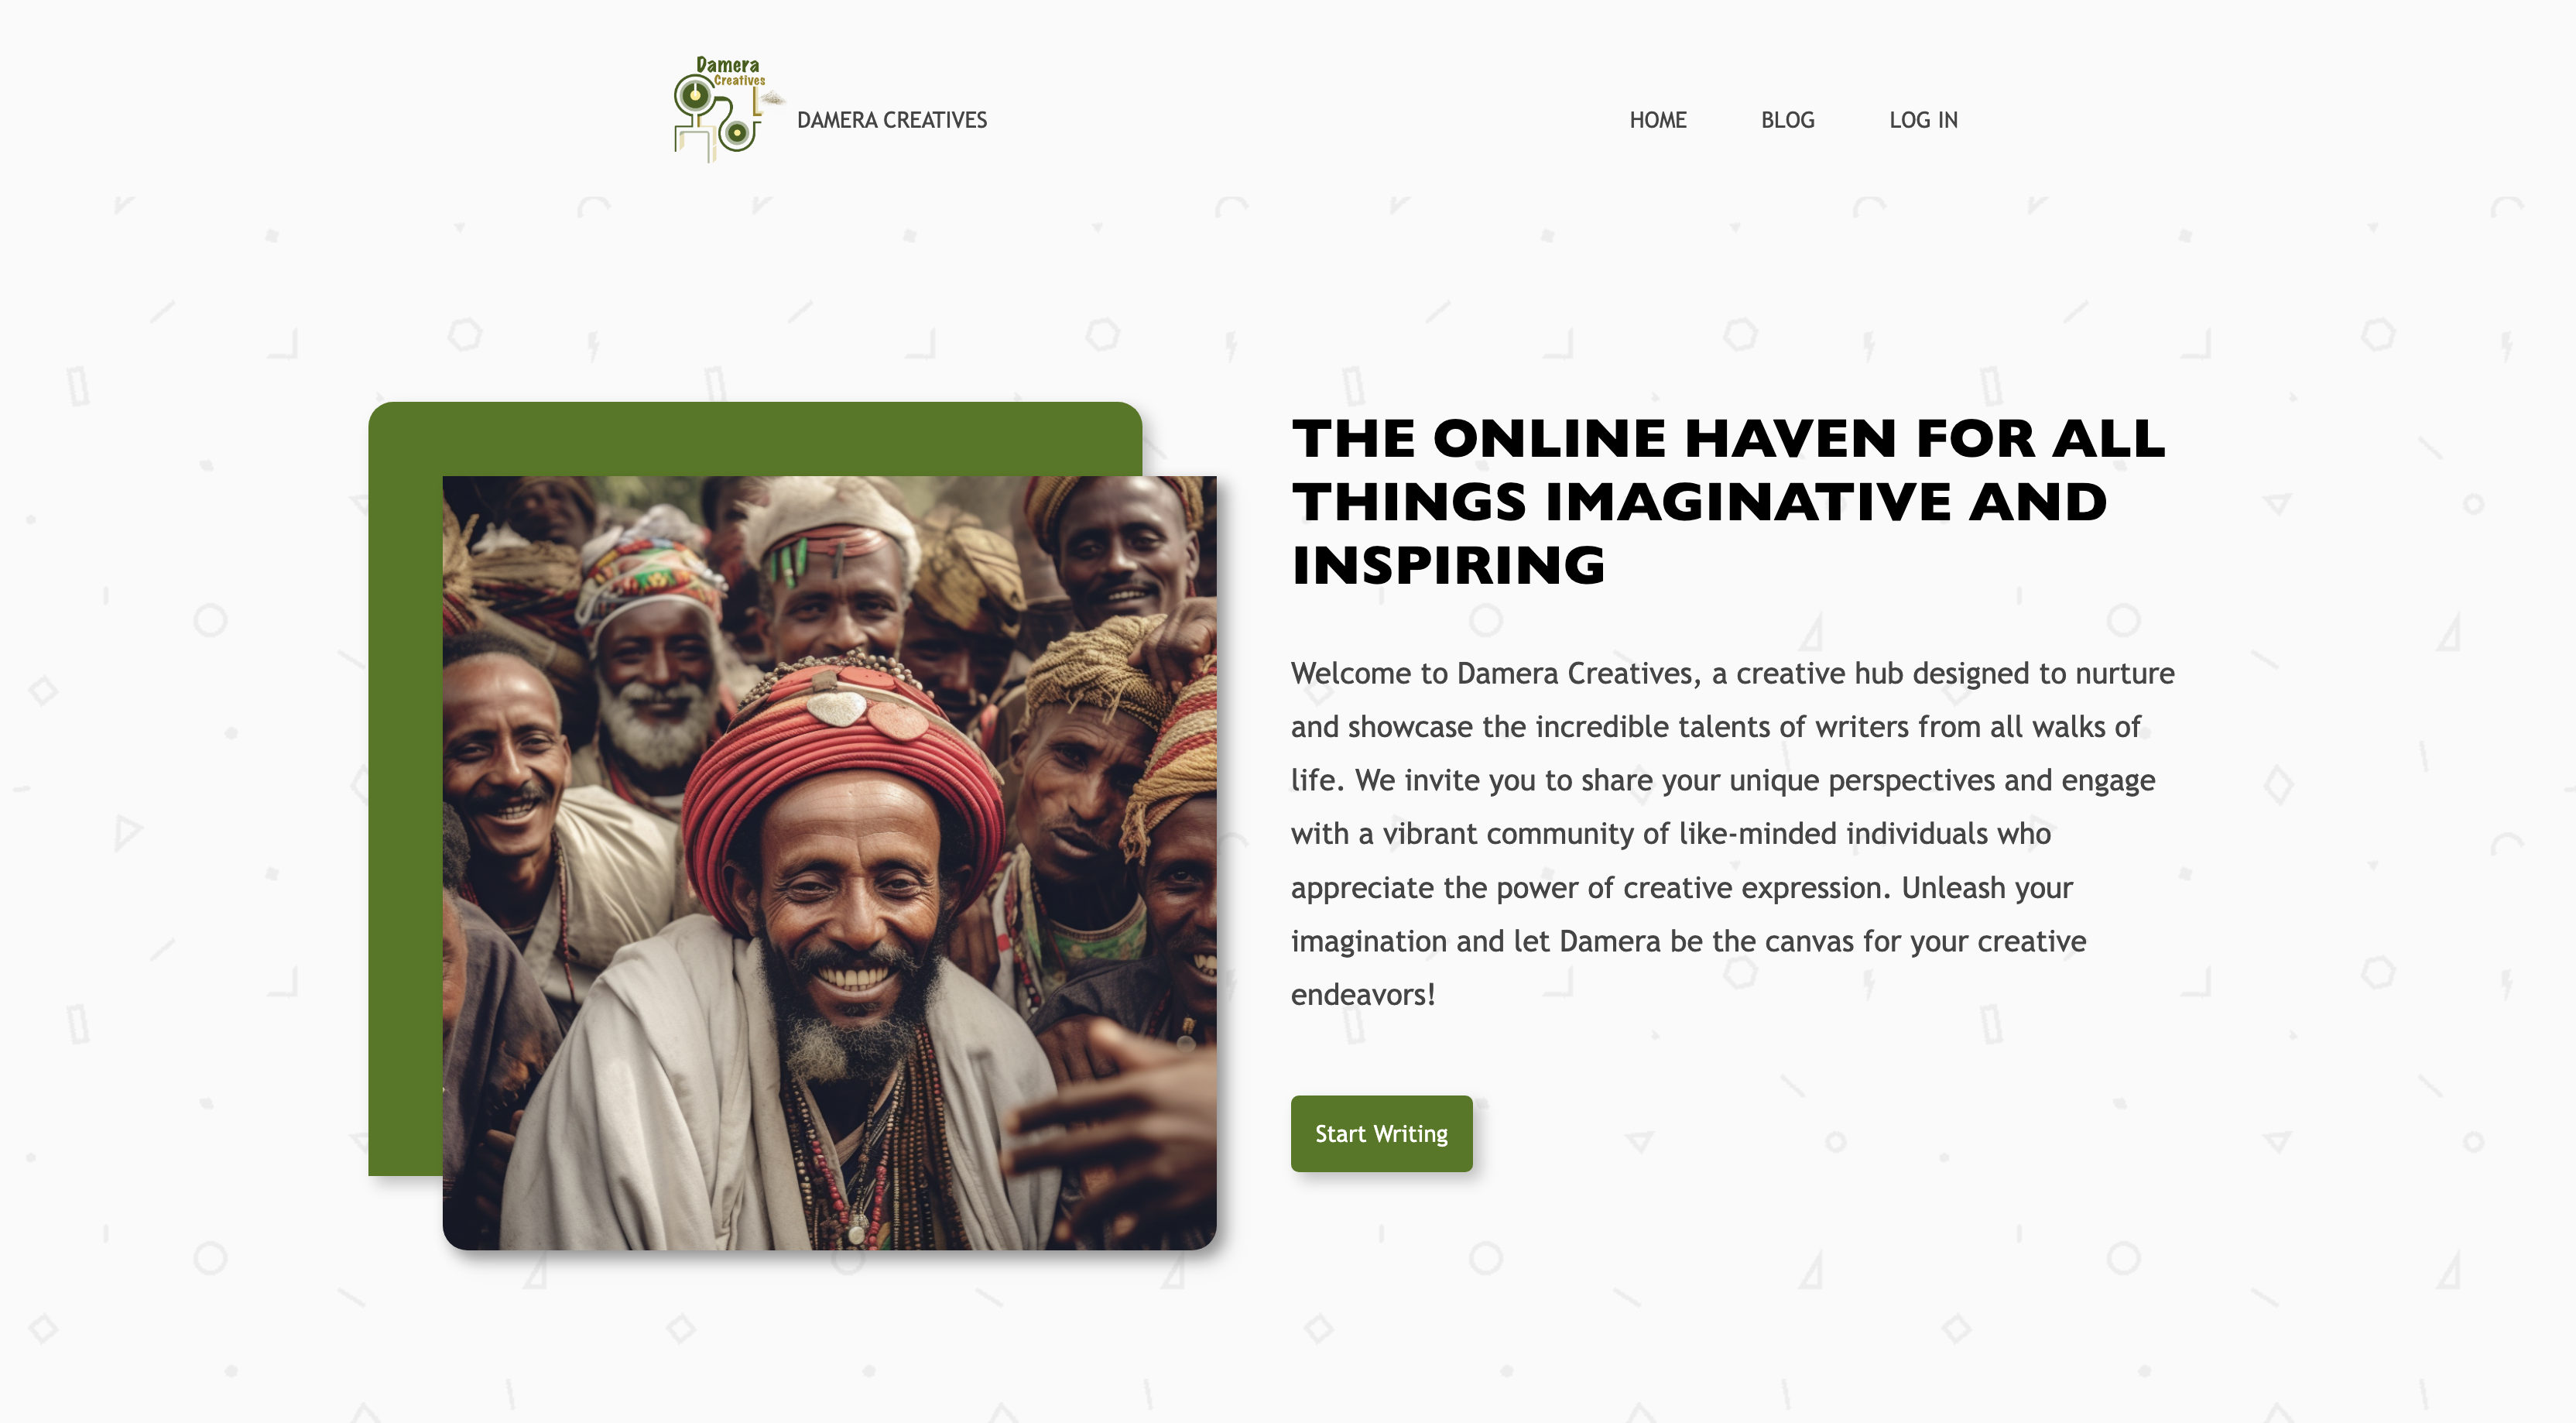 Damera
Creatives
DAMERA CREATIVES
HOME BLOG LOG IN
THE ONLINE HAVEN FOR ALL
THINGS IMAGINATIVE AND
INSPIRING
Welcome to Damera Creatives, a creative hub designed to nurture
and showcase the incredible talents of writers from all walks of
life. We invite you to share your unique perspectives and engage
with a vibrant community of like-minded individuals who
appreciate the power of creative expression. Unleash your
imagination and let Damera be the canvas for your creative
endeavors!
Start Writing